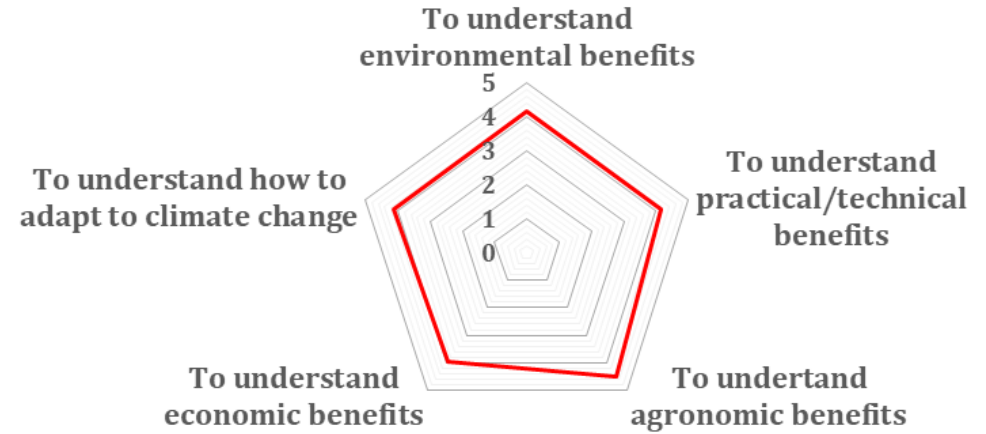 To understand
environmental benefits
5
4
3
2
1
0
To understand
practical/technical
benefits
To undertand
agronomic benefits
To understand
economic benefits
To understand how to
adapt to climate change